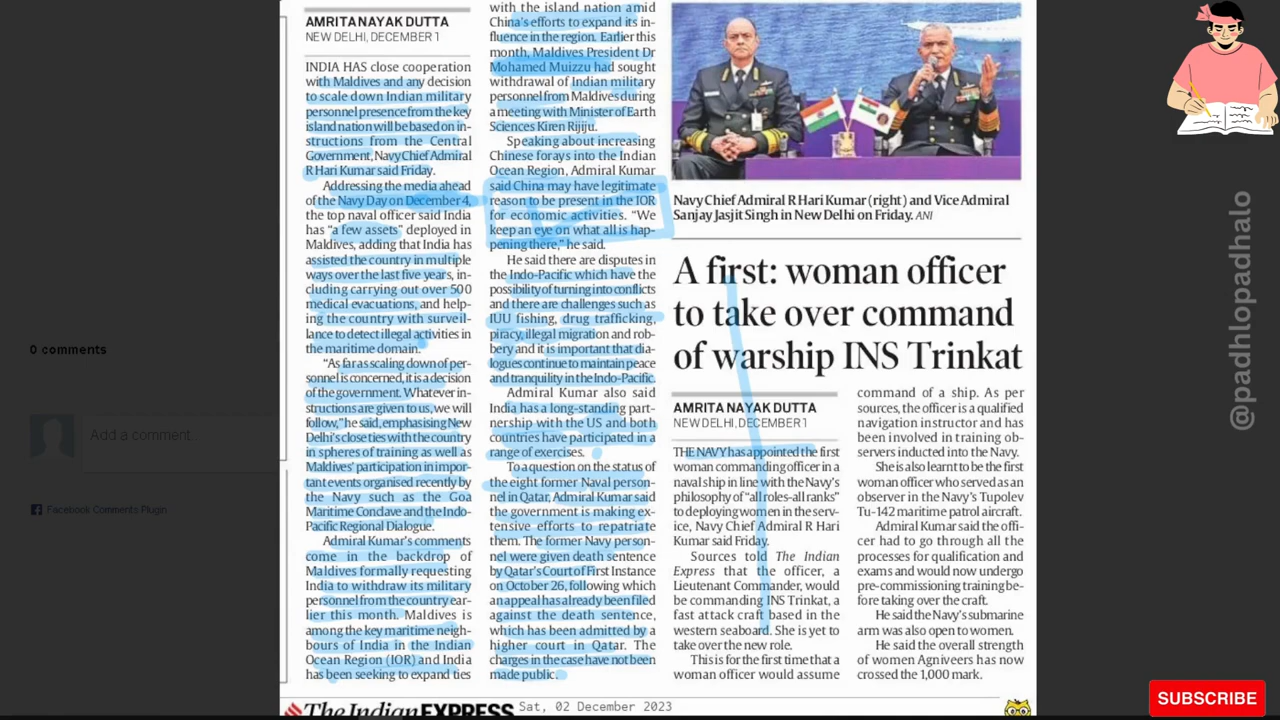 AMRITA NAYAK DUTTA
NEW DELHI, DECEMBER 1
INDIA HAS close cooperation
with Maldives and any decision
to scale down Indian military
personnel presence from the key
island nation will be based on in-
structions from the Central
Government, Navy Chief Admiral
R Hari Kumar said Friday.
Addressing the media ahead
of the Navy Day on December 4,
the top naval officer said India
has “a few assets” deployed in
Maldives, adding that India has
assisted the country in multiple
ways over the last five years, in-
cluding carrying out over 500
medical evacuations, and help-
ing the country with surveil-
lance to detect illegal activities in
the maritime domain.
“As far as scaling down of per-
sonnel is concerned, it is a decision
of the government. Whatever in-
structions are given to us, we will
follow,” he said, emphasising New
Delhi’s close ties with the country
in spheres of training as well as
Maldives’ participation in impor-
tant events organised recently by
the Navy such as the Goa
Maritime Conclave and the Indo-
Pacific Regional Dialogue.
Admiral Kumar’s comments
come in the backdrop of
Maldives formally requesting
India to withdraw its military
personnel from the country ear-
lier this month. Maldives is
among the key maritime neigh-
bours of India in the Indian
Ocean Region (IOR) and India
has been seeking to expand ties
with the island nation amid
China’s efforts to expand its in-
fluence in the region. Earlier this
month, Maldives President Dr
Mohamed Muizzu had sought
withdrawal of Indian military
personnel from Maldives during
a meeting with Minister of Earth
Sciences Kiren Rijiju.
Speaking about increasing
Chinese forays into the Indian
Ocean Region, Admiral Kumar
said China may have legitimate
reason to be present in the IOR
for economic activities. “We
keep an eye on what all is hap-
pening there,” he said.
He said there are disputes in
the Indo-Pacific which have the
possibility of turning into conflicts
and there are challenges such as
IUU fishing, drug trafficking,
piracy, illegal migration and rob-
bery and it is important that dia-
logues continue to maintain peace
and tranquility in the Indo-Pacific.
Admiral Kumar also said
India has a long-standing part-
nership with the US and both
countries have participated in a
range of exercises.
To a question on the status of
the eight former Naval person-
nel in Qatar, Admiral Kumar said
the government is making ex-
tensive efforts to repatriate
them. The former Navy person-
nel were given death sentence
by Qatar’s Court of First Instance
on October 26, following which
an appeal has already been filed
against the death sentence,
which has been admitted by a
higher court in Qatar. The
charges in the case have not been
made public.
Navy Chief Admiral R Hari Kumar (right) and Vice Admiral
Sanjay Jasjit Singh in New Delhi on Friday. ANI
A first: woman officer
to take over command
of warship INS Trinkat
AMRITA NAYAK DUTTA
NEW DELHI, DECEMBER 1
THE NAVY has appointed the first
woman commanding officer in a
naval ship in line with the Navy’s
philosophy of “all roles-all ranks”
to deploying women in the serv-
ice, Navy Chief Admiral R Hari
Kumar said Friday.
Sources told The Indian
Express that the officer, a
Lieutenant Commander, would
be commanding INS Trinkat, a
fast attack craft based in the
western seaboard. She is yet to
take over the new role.
This is for the first time that a
woman officer would assume
command of a ship. As per
sources, the officer is a qualified
navigation instructor and has
been involved in training ob-
servers inducted into the Navy.
She is also learnt to be the first
woman officer who served as an
observer in the Navy’s Tupolev
Tu-142 maritime patrol aircraft.
Admiral Kumar said the offi-
cer had to go through all the
processes for qualification and
exams and would now undergo
pre-commissioning training be-
fore taking over the craft.
He said the Navy’s submarine
arm was also open to women.
He said the overall strength
of women Agniveers has now
crossed the 1,000 mark.
The Indian EXPRESS Sat, 02 December 2023
0 comments
Add a comment...
Facebook Comments Plugin
@padhlopadhalo
SUBSCRIBE